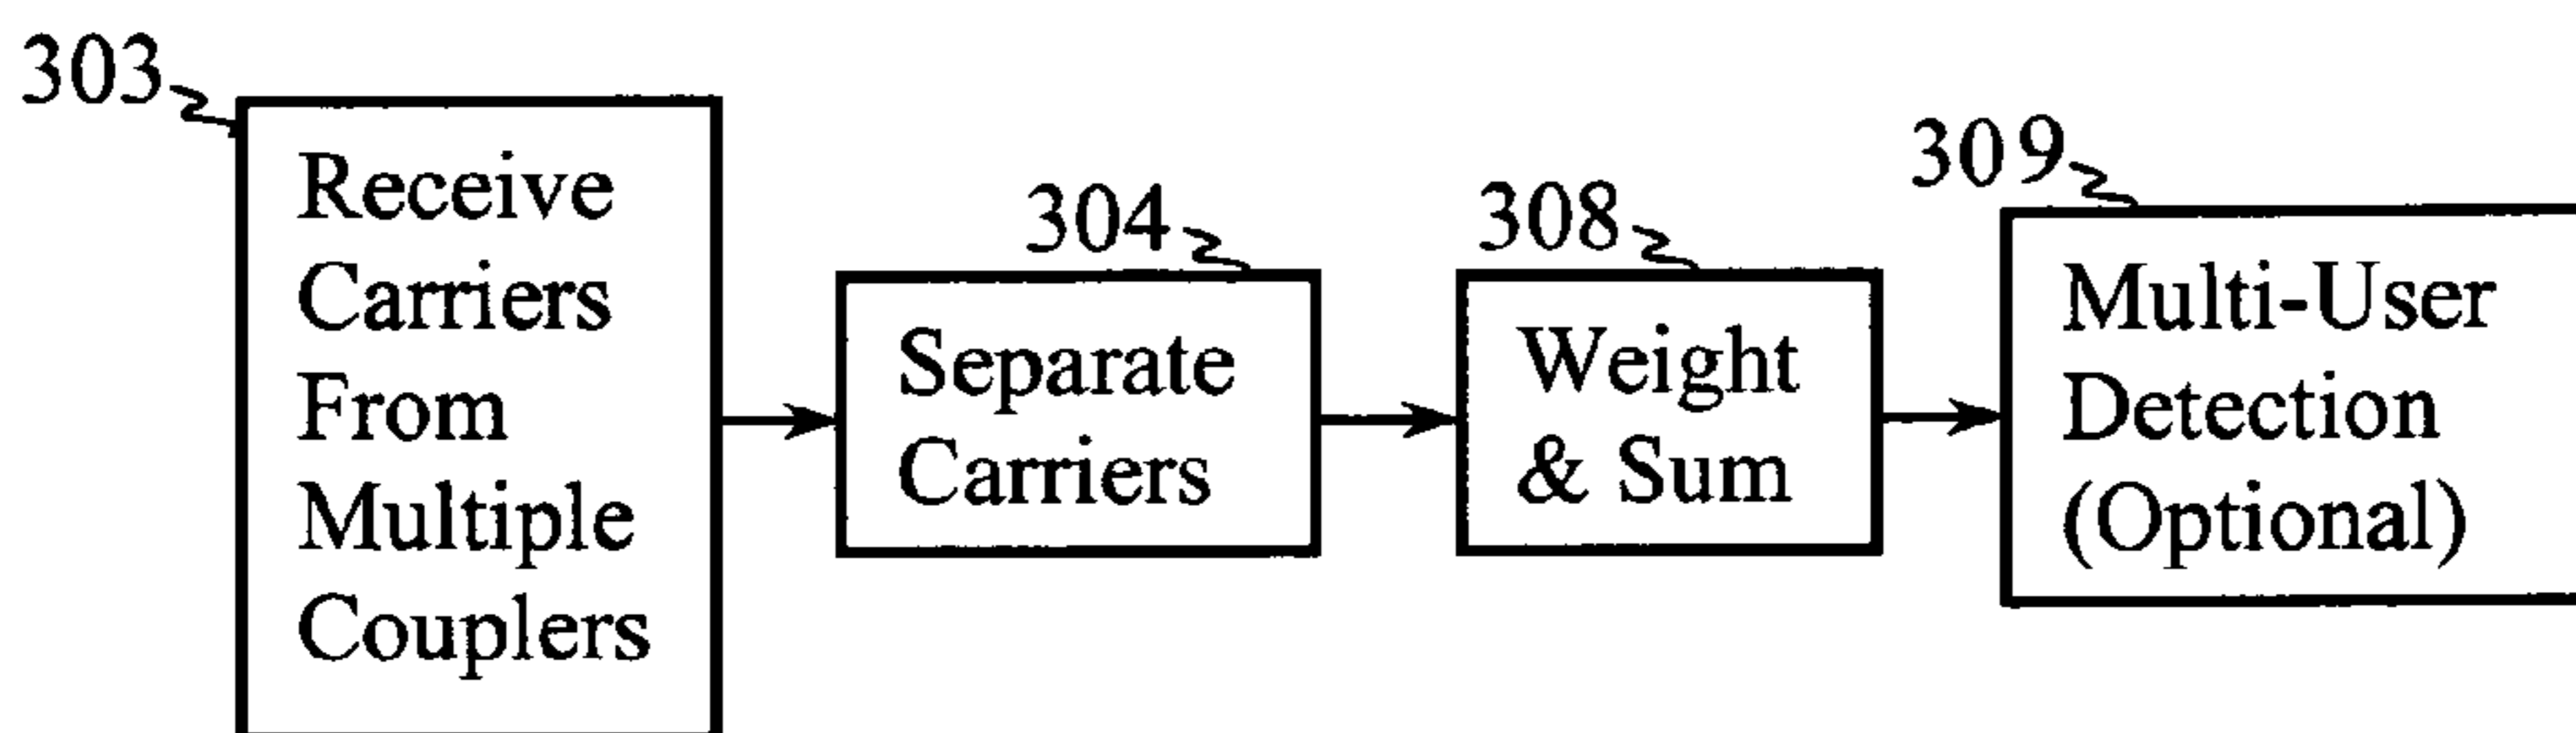 303
Receive
Carriers
From
Multiple
Couplers
304
Separate
Carriers
308
Weight
& Sum
309
Multi-User
Detection
(Optional)